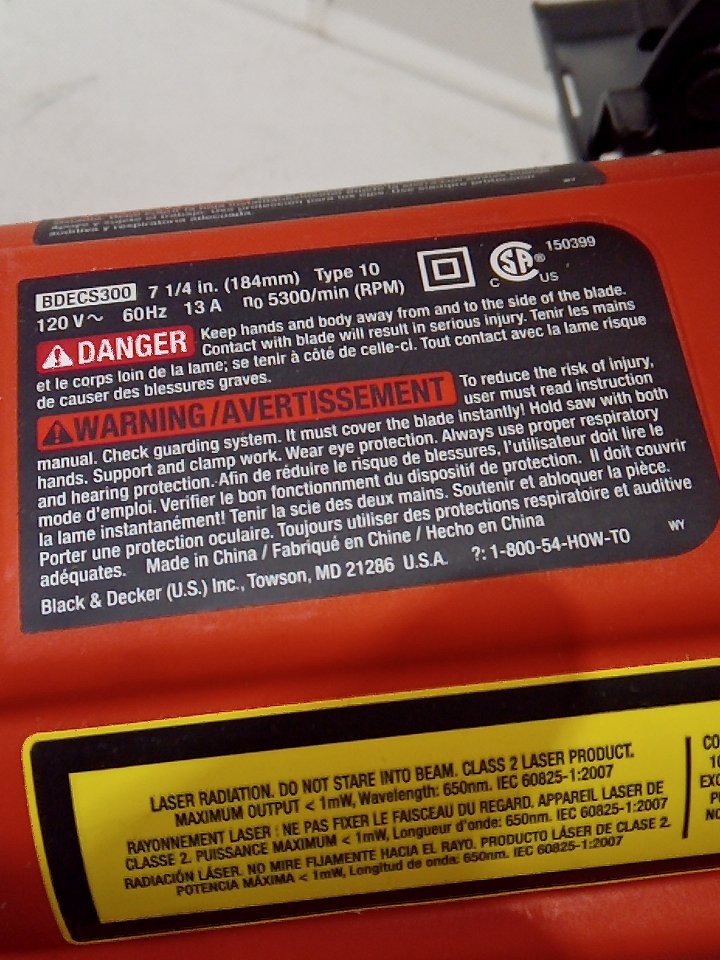 auditiva y respiratoria adecuada.
WY
BDECS300 7 1/4 in. (184mm) Type 10
120 V~ 60Hz 13 A no 5300/min (RPM)
C SA ® US 150399
DANGER Keep hands and body away from and to the side of the blade.
Contact with blade will result in serious injury. Tenir les mains
et le corps loin de la lame; se tenir à côté de celle-ci. Tout contact avec la lame risque
de causer des blessures graves.
WARNING/AVERTISSEMENT To reduce the risk of injury,
user must read instruction
manual. Check guarding system. It must cover the blade instantly! Hold saw with both
hands. Support and clamp work. Wear eye protection. Always use proper respiratory
and hearing protection. Afin de réduire le risque de blessures, l'utilisateur doit lire le
mode d'emploi. Verifier le bon fonctionnment du dispositif de protection. Il doit couvrir
la lame instantanément! Tenir la scie des deux mains. Soutenir et abloquer la pièce.
Porter une protection oculaire. Toujours utiliser des protections respiratoire et auditive
adéquates. Made in China / Fabriqué en Chine / Hecho en China
WY
Black & Decker (U.S.) Inc., Towson, MD 21286 U.S.A. ?: 1-800-54-HOW-TO
LASER RADIATION. DO NOT STARE INTO BEAM. CLASS 2 LASER PRODUCT.
MAXIMUM OUTPUT < 1mW, Wavelength: 650nm. IEC 60825-1:2007
RAYONNEMENT LASER : NE PAS FIXER LE FAISCEAU DU REGARD. APPAREIL LASER DE
CLASSE 2. PUISSANCE MAXIMUM < 1mW, Longueur d'onde: 650nm. IEC 60825-1:2007
RADIACIÓN LÁSER. NO MIRE FIJAMENTE HACIA EL RAYO. PRODUCTO LÁSER DE CLASE 2.
POTENCIA MÁXIMA < 1mW, Longitud de onda: 650nm. IEC 60825-1:2007